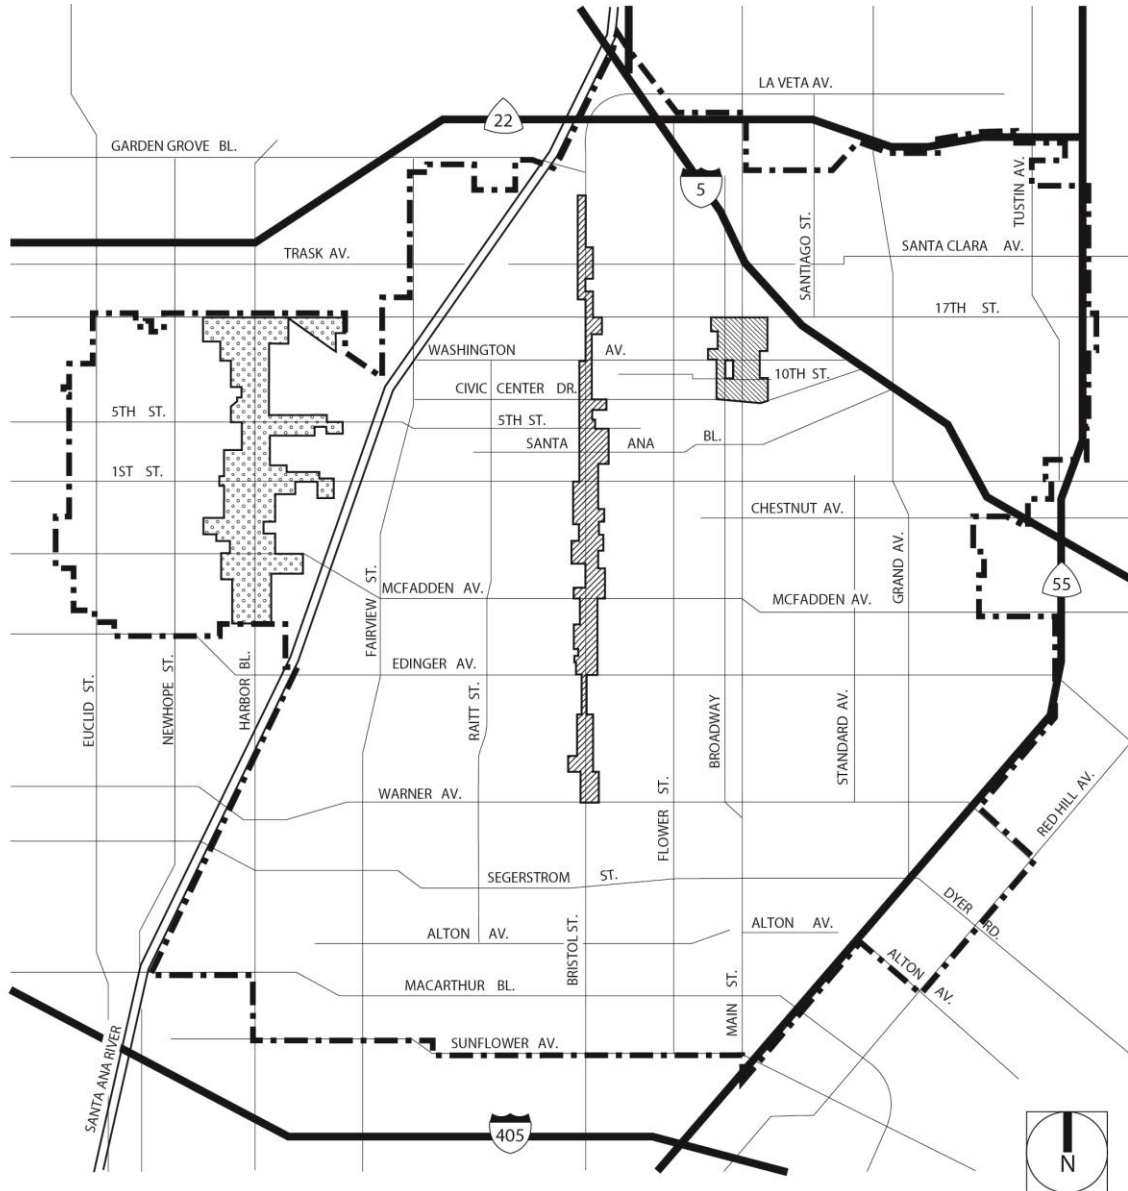 LA VETA AV.
22
GARDEN GROVE BL.
5
TUSTIN AV.
TRASK AV.
SANTIAGO ST.
SANTA CLARA AV.
17TH ST.
WASHINGTON AV.
10TH ST.
CIVIC CENTER DR.
5TH ST.
5TH ST.
SANTA ANA BL.
1ST ST.
CHESTNUT AV.
GRAND AV.
55
FAIRVIEW ST.
MCFADDEN AV.
MCFADDEN AV.
EDINGER AV.
EUCLID ST.
NEWHOPE ST.
HARBOR BL.
RAITT ST.
BROADWAY
STANDARD AV.
WARNER AV.
FLOWER ST.
RED HILL AV.
SEGERSTROM ST.
DYER RD.
ALTON AV.
BRISTOL ST.
ALTON AV.
ALTON AV.
MACARTHUR BL.
MAIN ST.
SUNFLOWER AV.
SANTA ANA RIVER
405
N